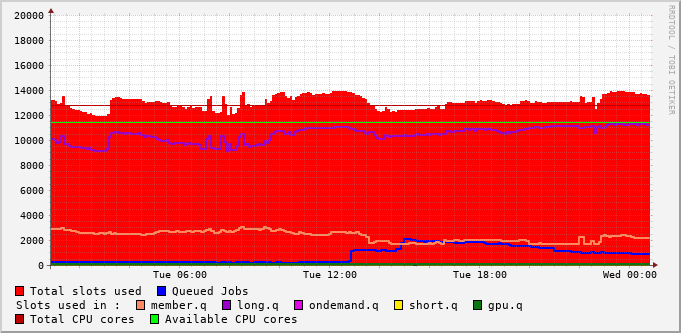 20000
18000
16000
14000
12000
10000
8000
6000
4000
2000
0
Tue 06:00 Tue 12:00 Tue 18:00 Wed 00:00
RRDTOOL / TOBI OETIKER
Total slots used Queued Jobs
Slots used in : member.q long.q ondemand.q short.q gpu.q
Total CPU cores Available CPU cores